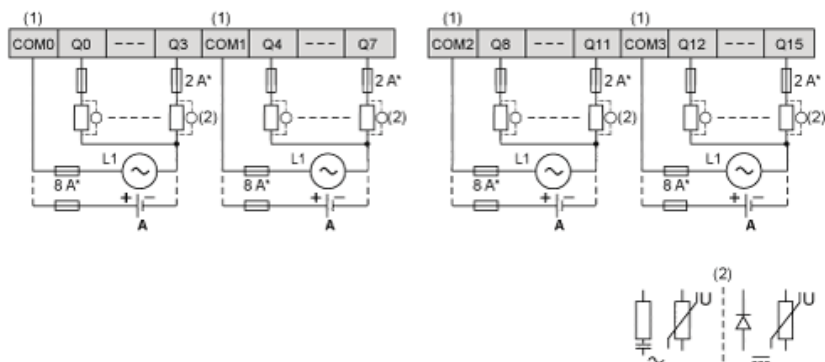 (1) (1) (1) (1)
COM0 Q0 --- Q3 COM1 Q4 --- Q7 COM2 Q8 --- Q11 COM3 Q12 --- Q15
2 A* 2 A* 2 A* 2 A*
(2) (2) (2) (2)
L1 L1 L1 L1
8 A* 8 A* 8 A* 8 A*
+ − + − + − + −
A A A A
(2)
U U